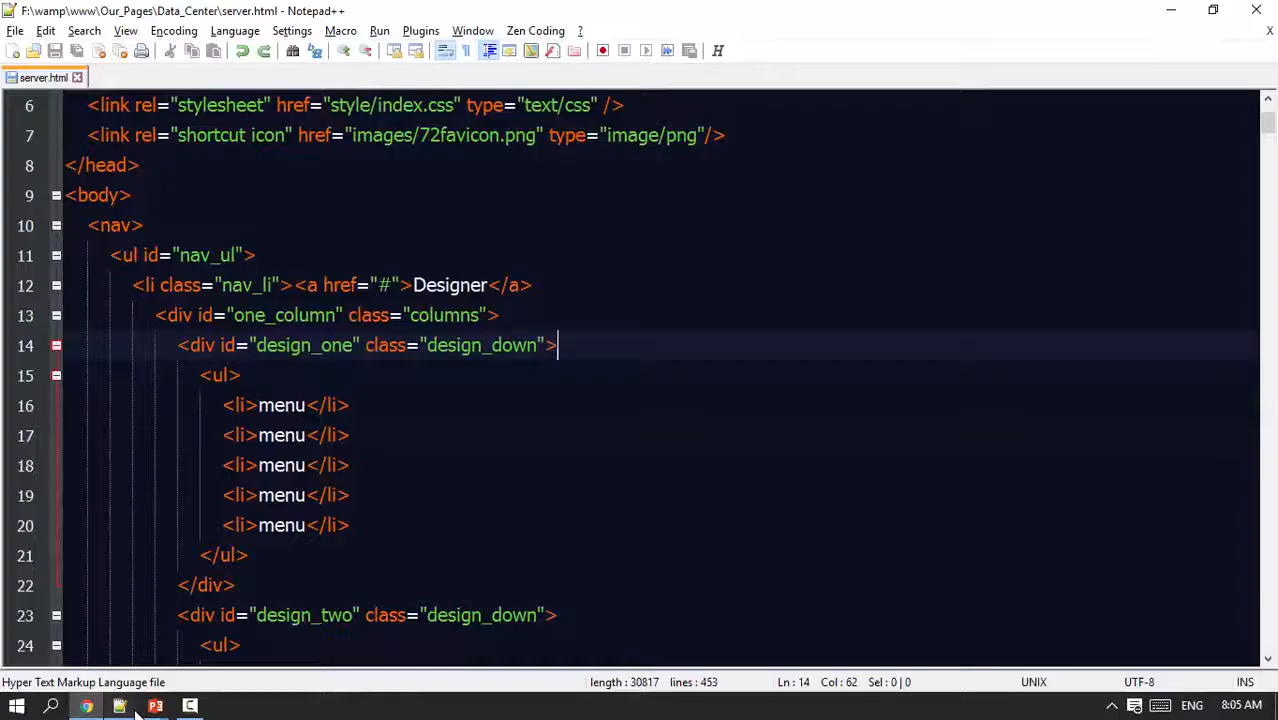 F:\wamp\www\Our_Pages\Data_Center\server.html - Notepad++
File Edit Search View Encoding Language Settings Macro Run Plugins Window Zen Coding ? X
server.html
6 <link rel="stylesheet" href="style/index.css" type="text/css" />
7 <link rel="shortcut icon" href="images/72favicon.png" type="image/png"/>
8 </head>
9 <body>
10 <nav>
11 <ul id="nav_ul">
12 <li class="nav_li"><a href="#">Designer</a>
13 <div id="one_column" class="columns">
14 <div id="design_one" class="design_down">
15 <ul>
16 <li>menu</li>
17 <li>menu</li>
18 <li>menu</li>
19 <li>menu</li>
20 <li>menu</li>
21 </ul>
22 </div>
23 <div id="design_two" class="design_down">
24 <ul>
Hyper Text Markup Language file length : 30817 lines : 453 Ln : 14 Col : 62 Sel : 0 | 0 UNIX UTF-8 INS
ENG 8:05 AM